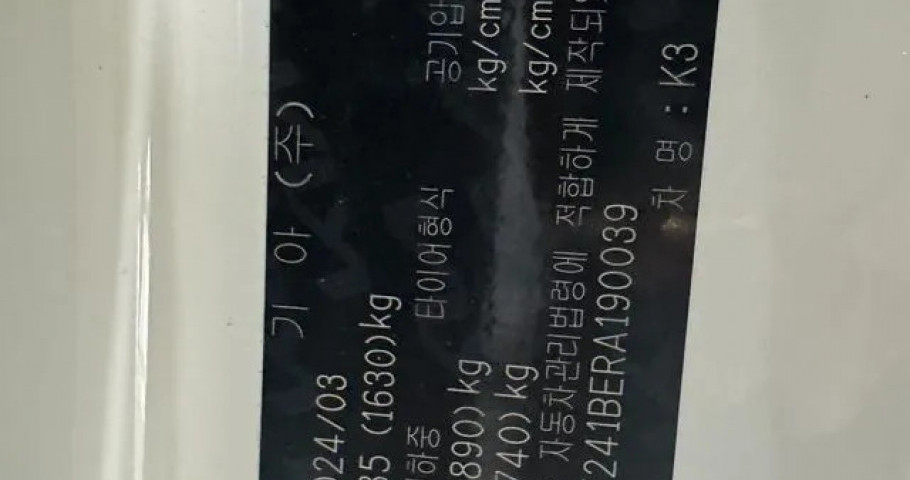 기 아 (주)
024/03
85 (1630)kg
하중 타이어형식 공기압
890)kg kg/cm
740)kg kg/cm
자동차관리법령에 적합하게 제작되
241BERA190039
차 명 : K3